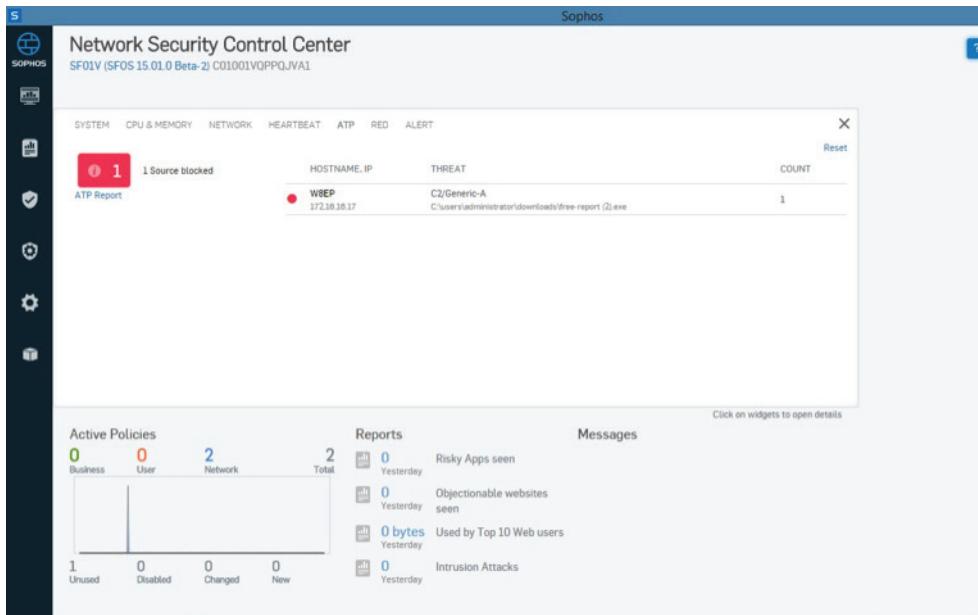 S
Sophos
SOPHOS
Network Security Control Center
SF01V (SFOS 15.01.0 Beta-2) C01001VQPPQJVA1
?
SYSTEM CPU & MEMORY NETWORK HEARTBEAT ATP RED ALERT
Reset
1
1 Source blocked
ATP Report
HOSTNAME, IP THREAT COUNT
W8EP C2/Generic-A 1
172.16.16.17 C:\users\administrator\downloads\free-report (2).exe
Click on widgets to open details
Active Policies
0 0 2 2
Business User Network Total
1 0 0 0
Unused Disabled Changed New
Reports
0 Risky Apps seen
Yesterday
0 Objectionable websites
Yesterday seen
0 bytes Used by Top 10 Web users
Yesterday
0 Intrusion Attacks
Yesterday
Messages